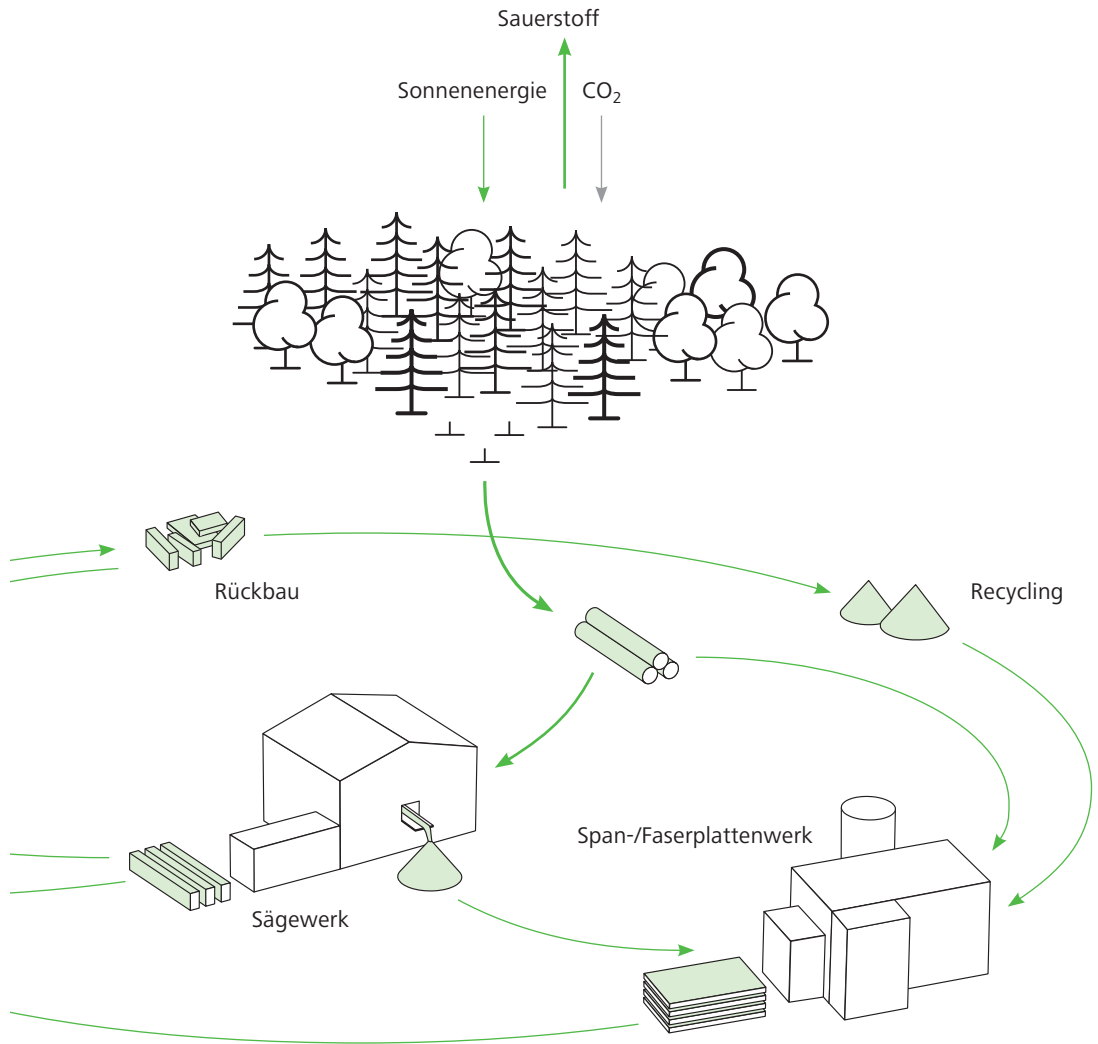 Sauerstoff
Sonnenenergie
CO₂
Rückbau
Recycling
Span-/Faserplattenwerk
Sägewerk